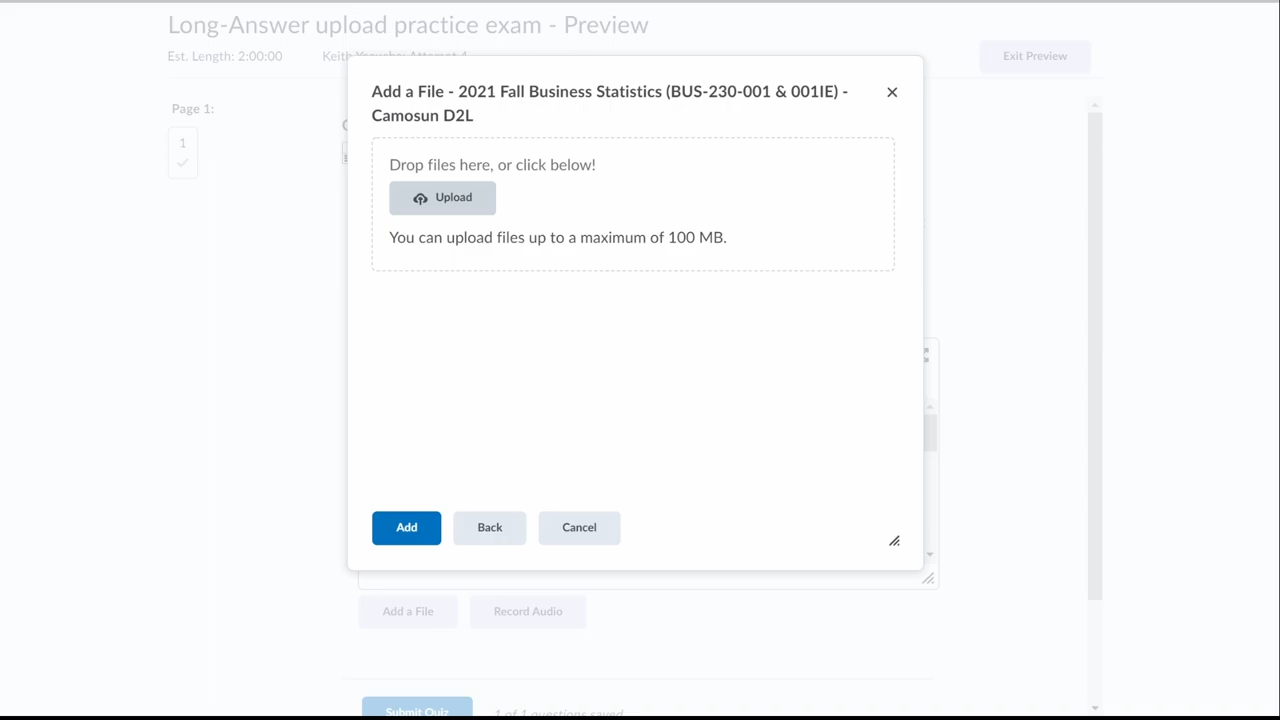 Long-Answer upload practice exam - Preview
Est. Length: 2:00:00
Exit Preview
Add a File - 2021 Fall Business Statistics (BUS-230-001 & 001IE) -
Camosun D2L
Page 1:
1
Drop files here, or click below!
Upload
You can upload files up to a maximum of 100 MB.
Add Back Cancel
Add a File Record Audio
Submit Quiz 1 of 1 questions saved